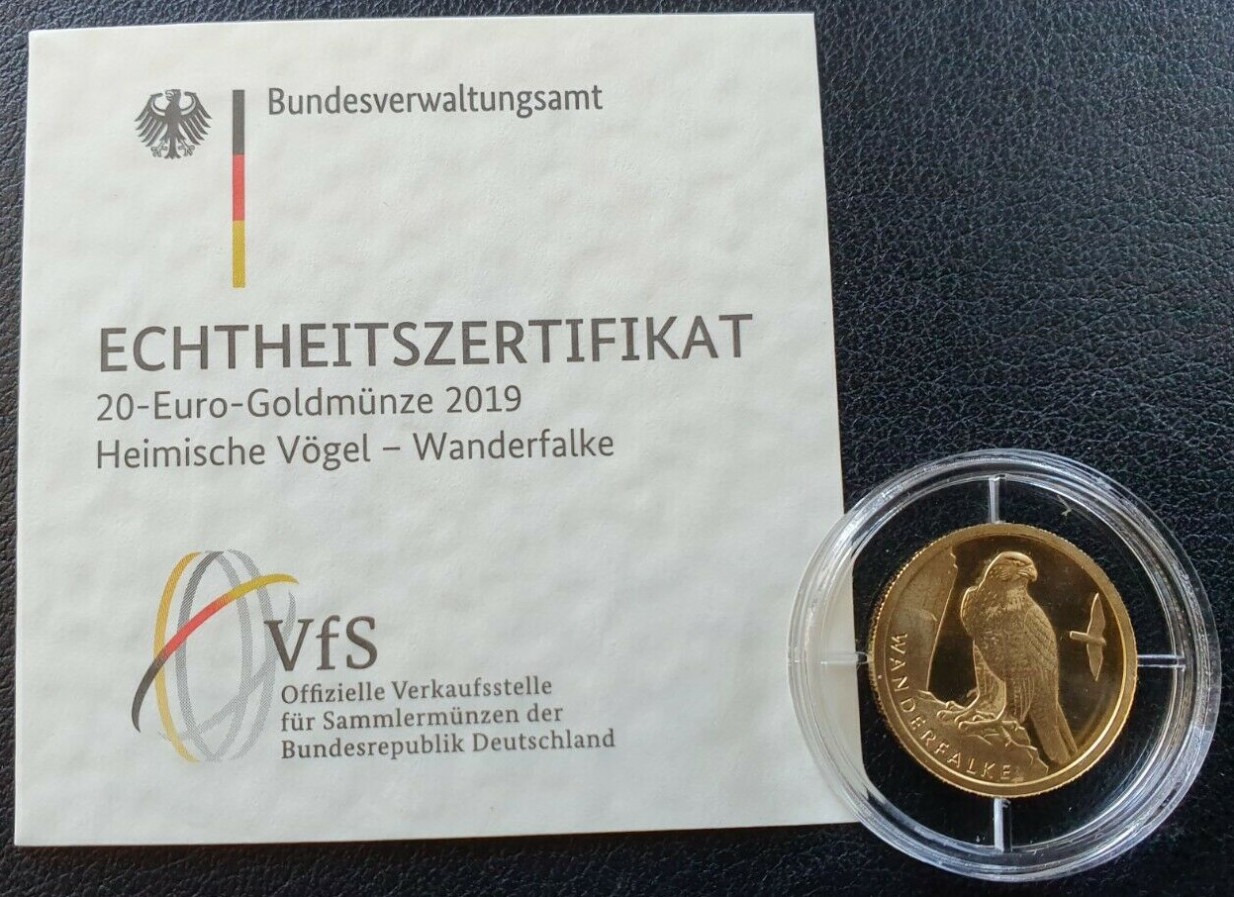 Bundesverwaltungsamt
ECHTHEITSZERTIFIKAT
20-Euro-Goldmünze 2019
Heimische Vögel – Wanderfalke
VfS
Offizielle Verkaufsstelle
für Sammlermünzen der
Bundesrepublik Deutschland
WANDERFALKE